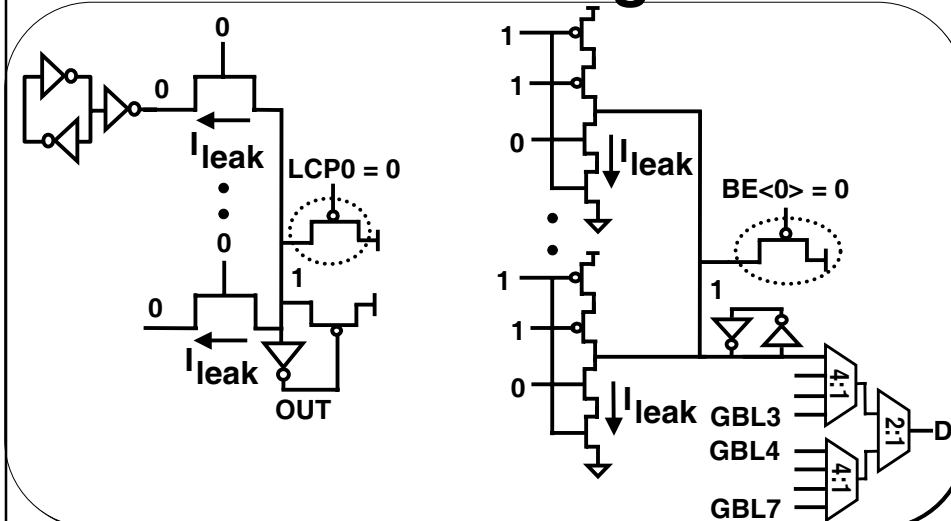 0
0
I leak
LCP0 = 0
0
0
1
I leak
OUT
1
1
0
I leak
BE<0> = 0
1
1
1
0
I leak
4:1
GBL3
GBL4
4:1
GBL7
2:1
D